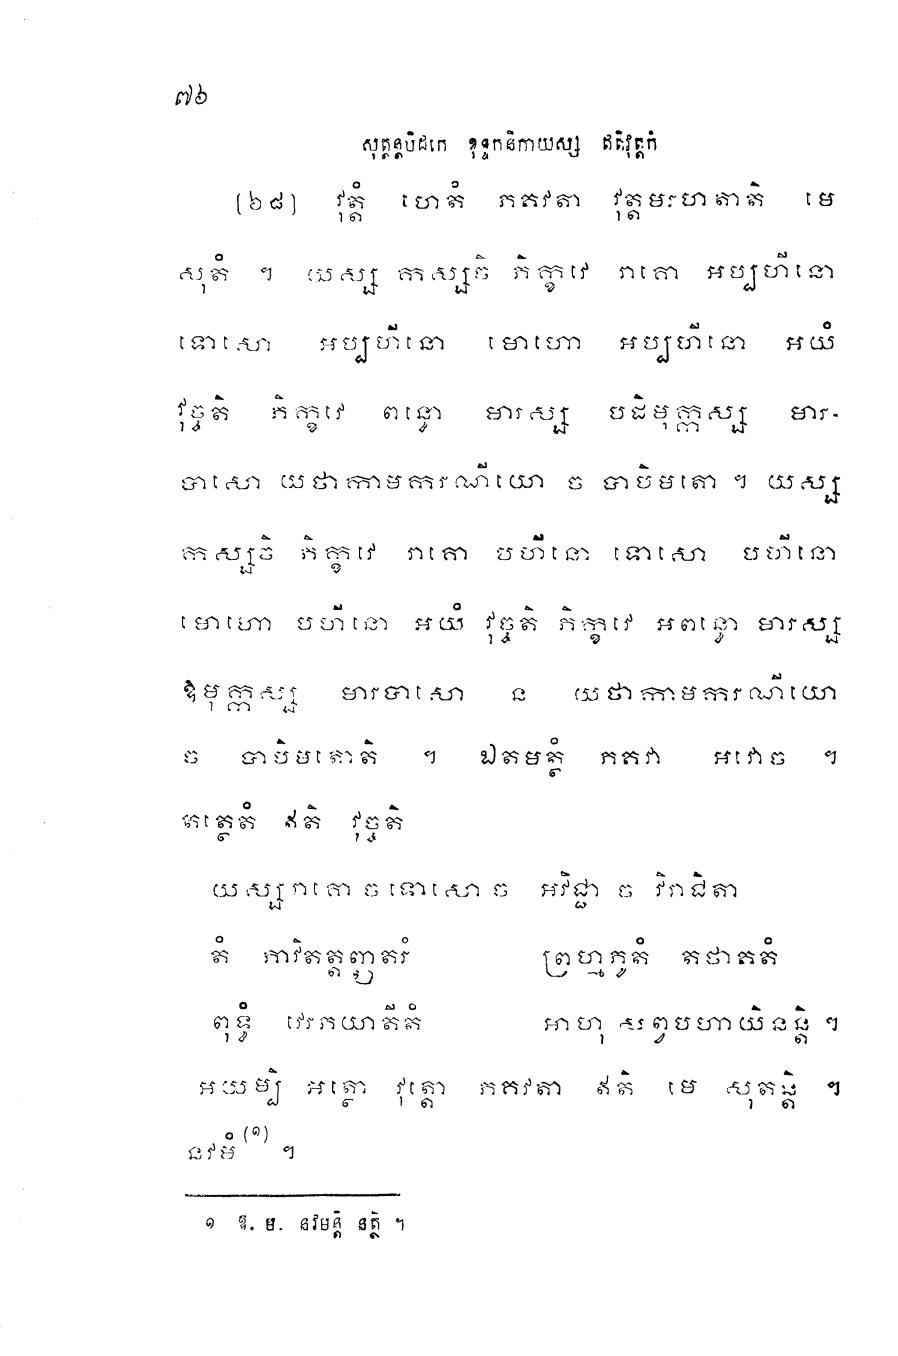 ៧៦
សុត្តន្តបិដកេ ខុទ្ទកនិកាយស្ស ឥតិវុត្តកំ
(៦៨) វុត្តំ ហេតំ ភគវតា វុត្តមរហតាតិ មេ
សុតំ ។ យស្ស កស្សចិ ភិក្ខវេ រាគោ អប្បហីនោ
ទោសោ អប្បហីនោ មោហោ អប្បហីនោ អយំ
វុច្ចតិ ភិក្ខវេ ពន្ធោ មារស្ស បដិមុក្កស្ស មារ-
បាសោ យថាកាមករណីយោ ច បាបិមតោ ។ យស្ស
កស្សចិ ភិក្ខវេ រាគោ បហីនោ ទោសោ បហីនោ
មោហោ បហីនោ អយំ វុច្ចតិ ភិក្ខវេ អពន្ធោ មារស្ស
ឱមុក្កស្ស មារបាសោ ន យថាកាមករណីយោ
ច បាបិមតោតិ ។ ឯតមត្ថំ ភគវា អវោច ។
តត្ថេតំ ឥតិ វុច្ចតិ
យស្ស រាគោ ច ទោសោ ច អវិជ្ជា ច វិរាជិតា
តំ ភាវិតត្តញ្ញតរំ ព្រហ្មភូតំ តថាគតំ
ពុទ្ធំ វេរភយាតីតំ អាហុ សព្វបហាយិនន្តិ ។
អយម្បិ អត្ថោ វុត្តោ ភគវតា ឥតិ មេ សុតន្តិ ។
នវមំ (១) ។
១ ឱ. ម. នវមន្តិ នត្ថិ ។